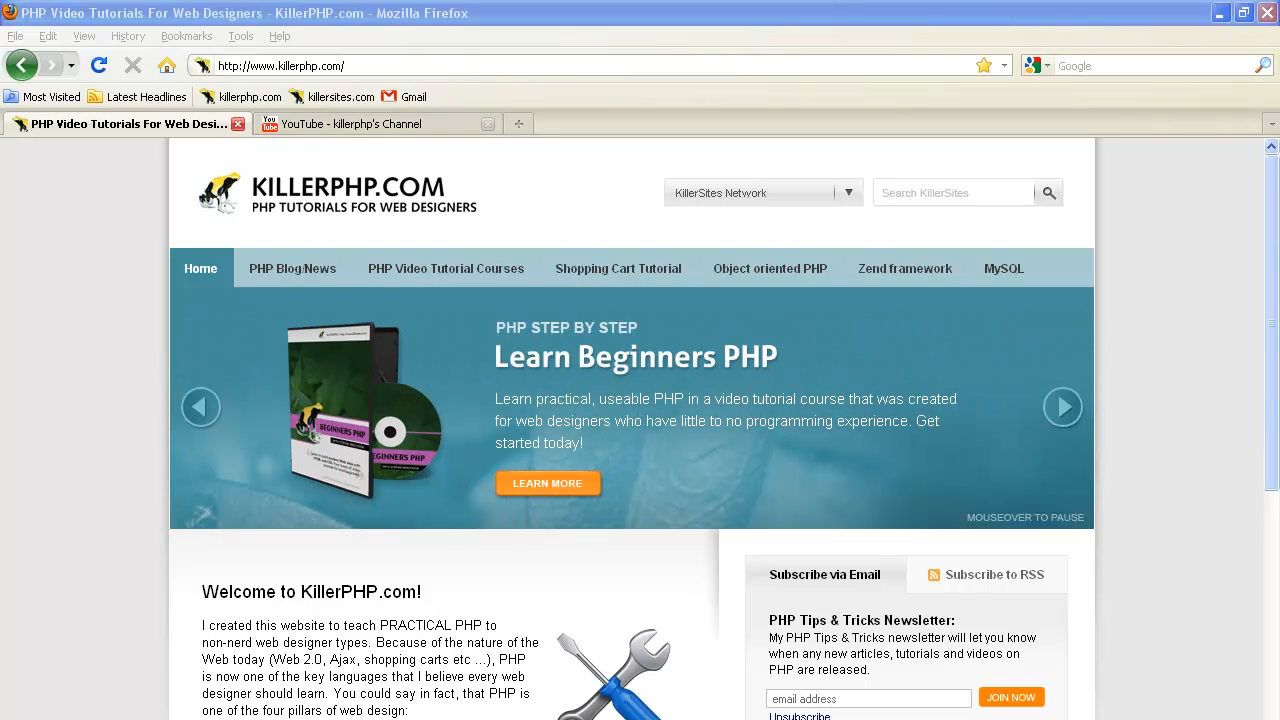 PHP Video Tutorials For Web Designers - KillerPHP.com - Mozilla Firefox
File Edit View History Bookmarks Tools Help
http://www.killerphp.com/ Google
Most Visited Latest Headlines killerphp.com killersites.com Gmail
PHP Video Tutorials For Web Desi... YouTube - killerphp's Channel
KILLERPHP.COM
PHP TUTORIALS FOR WEB DESIGNERS
KillerSites Network Search KillerSites
Home PHP Blog/News PHP Video Tutorial Courses Shopping Cart Tutorial Object oriented PHP Zend framework MySQL
PHP STEP BY STEP
Learn Beginners PHP
Learn practical, useable PHP in a video tutorial course that was created
for web designers who have little to no programming experience. Get
started today!
LEARN MORE
BEGINNERS PHP
BEGINNERS PHP
MOUSEOVER TO PAUSE
Welcome to KillerPHP.com!
I created this website to teach PRACTICAL PHP to
non-nerd web designer types. Because of the nature of the
Web today (Web 2.0, Ajax, shopping carts etc ...), PHP
is now one of the key languages that I believe every web
designer should learn. You could say in fact, that PHP is
one of the four pillars of web design:
Subscribe via Email Subscribe to RSS
PHP Tips & Tricks Newsletter:
My PHP Tips & Tricks newsletter will let you know
when any new articles, tutorials and videos on
PHP are released.
email address JOIN NOW
Unsubscribe